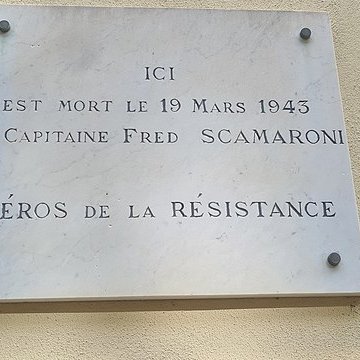 ICI
EST MORT LE 19 MARS 1943
CAPITAINE FRED SCAMARONI
ÉROS DE LA RÉSISTANCE